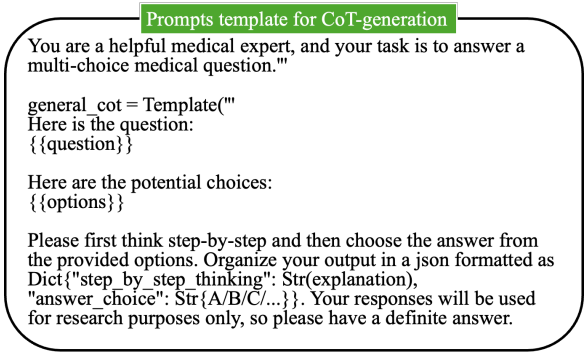 Prompts template for CoT-generation
You are a helpful medical expert, and your task is to answer a
multi-choice medical question.'''
general_cot = Template('''
Here is the question:
{{question}}
Here are the potential choices:
{{options}}
Please first think step-by-step and then choose the answer from
the provided options. Organize your output in a json formatted as
Dict{"step_by_step_thinking": Str(explanation),
"answer_choice": Str{A/B/C/...}}. Your responses will be used
for research purposes only, so please have a definite answer.